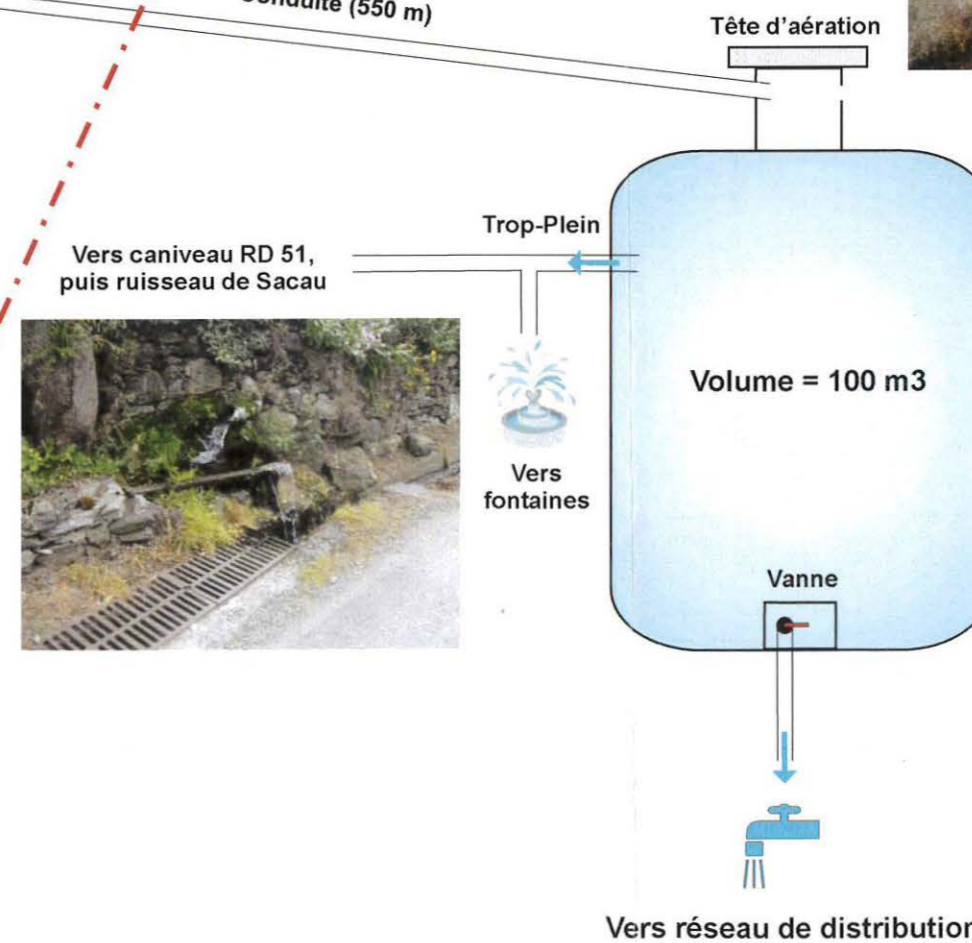 Conduite (550 m)
Tête d'aération
Trop-Plein
Vers caniveau RD 51,
puis ruisseau de Sacau
Volume = 100 m3
Vers
fontaines
Vanne
Vers réseau de distribution